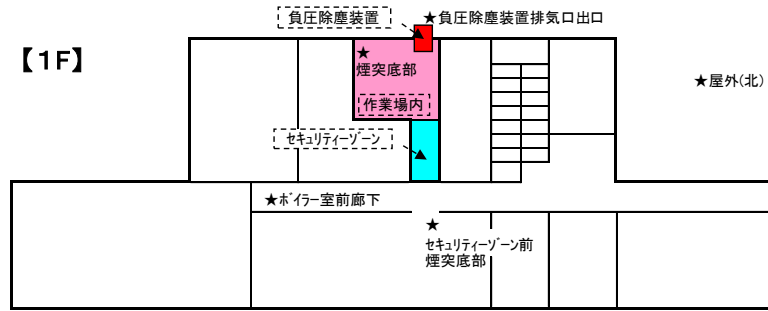 負圧除塵装置
★負圧除塵装置排気口出口
【1F】
★
煙突底部
★屋外(北)
作業場内
ｾｷｭﾘﾃｨｰｿﾞｰﾝ
★ﾎﾞｲﾗｰ室前廊下
★
ｾｷｭﾘﾃｨｰｿﾞｰﾝ前
煙突底部